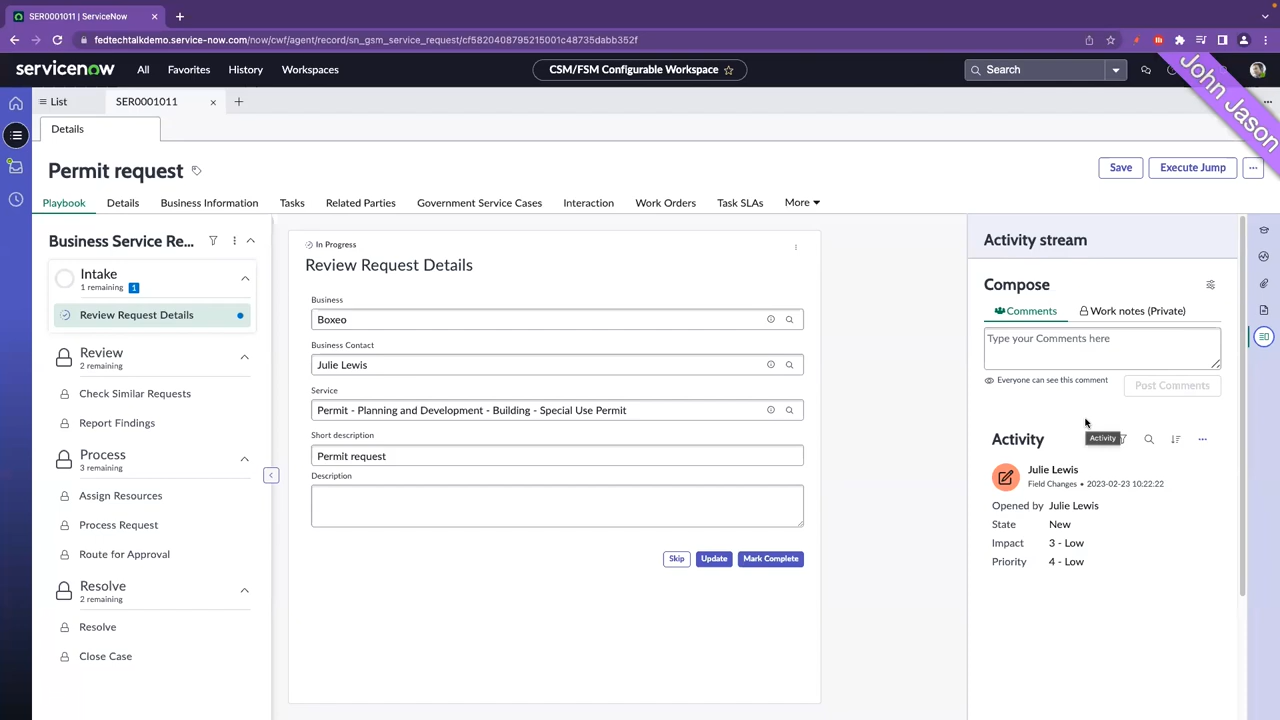 SER0001011 | ServiceNow
fedtechtalkdemo.service-now.com/now/cwf/agent/record/sn_gsm_service_request/cf5820408795215001c48735dabb352f
servicenow All Favorites History Workspaces CSM/FSM Configurable Workspace Search
John Jason
List SER0001011
Details
Permit request
Save Execute Jump
Playbook Details Business Information Tasks Related Parties Government Service Cases Interaction Work Orders Task SLAs More
Business Service Re...
Intake
1 remaining 1
Review Request Details
Review
2 remaining
Check Similar Requests
Report Findings
Process
3 remaining
Assign Resources
Process Request
Route for Approval
Resolve
2 remaining
Resolve
Close Case
In Progress
Review Request Details
Business
Boxeo
Business Contact
Julie Lewis
Service
Permit - Planning and Development - Building - Special Use Permit
Short description
Permit request
Description
Skip Update Mark Complete
Activity stream
Compose
Comments Work notes (Private)
Type your Comments here
Everyone can see this comment Post Comments
Activity
Activity
Julie Lewis
Field Changes • 2023-02-23 10:22:22
Opened by Julie Lewis
State New
Impact 3 - Low
Priority 4 - Low